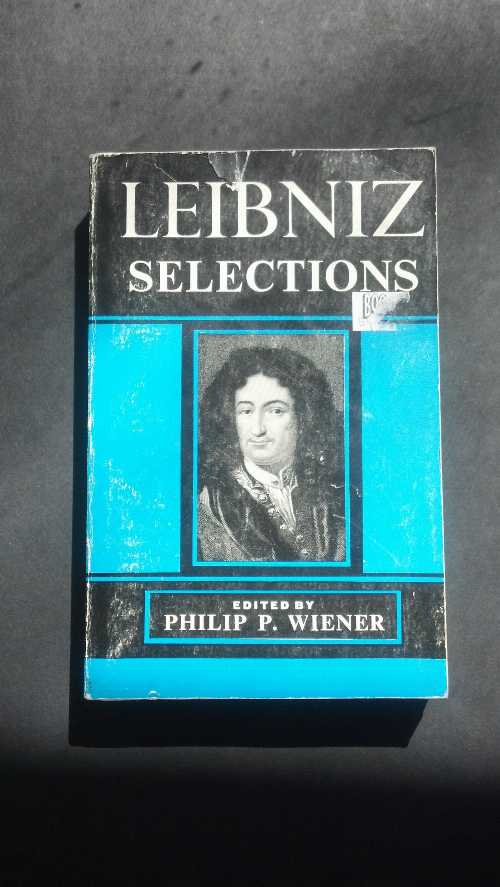 LEIBNIZ
SELECTIONS
EDITED BY
PHILIP P. WIENER